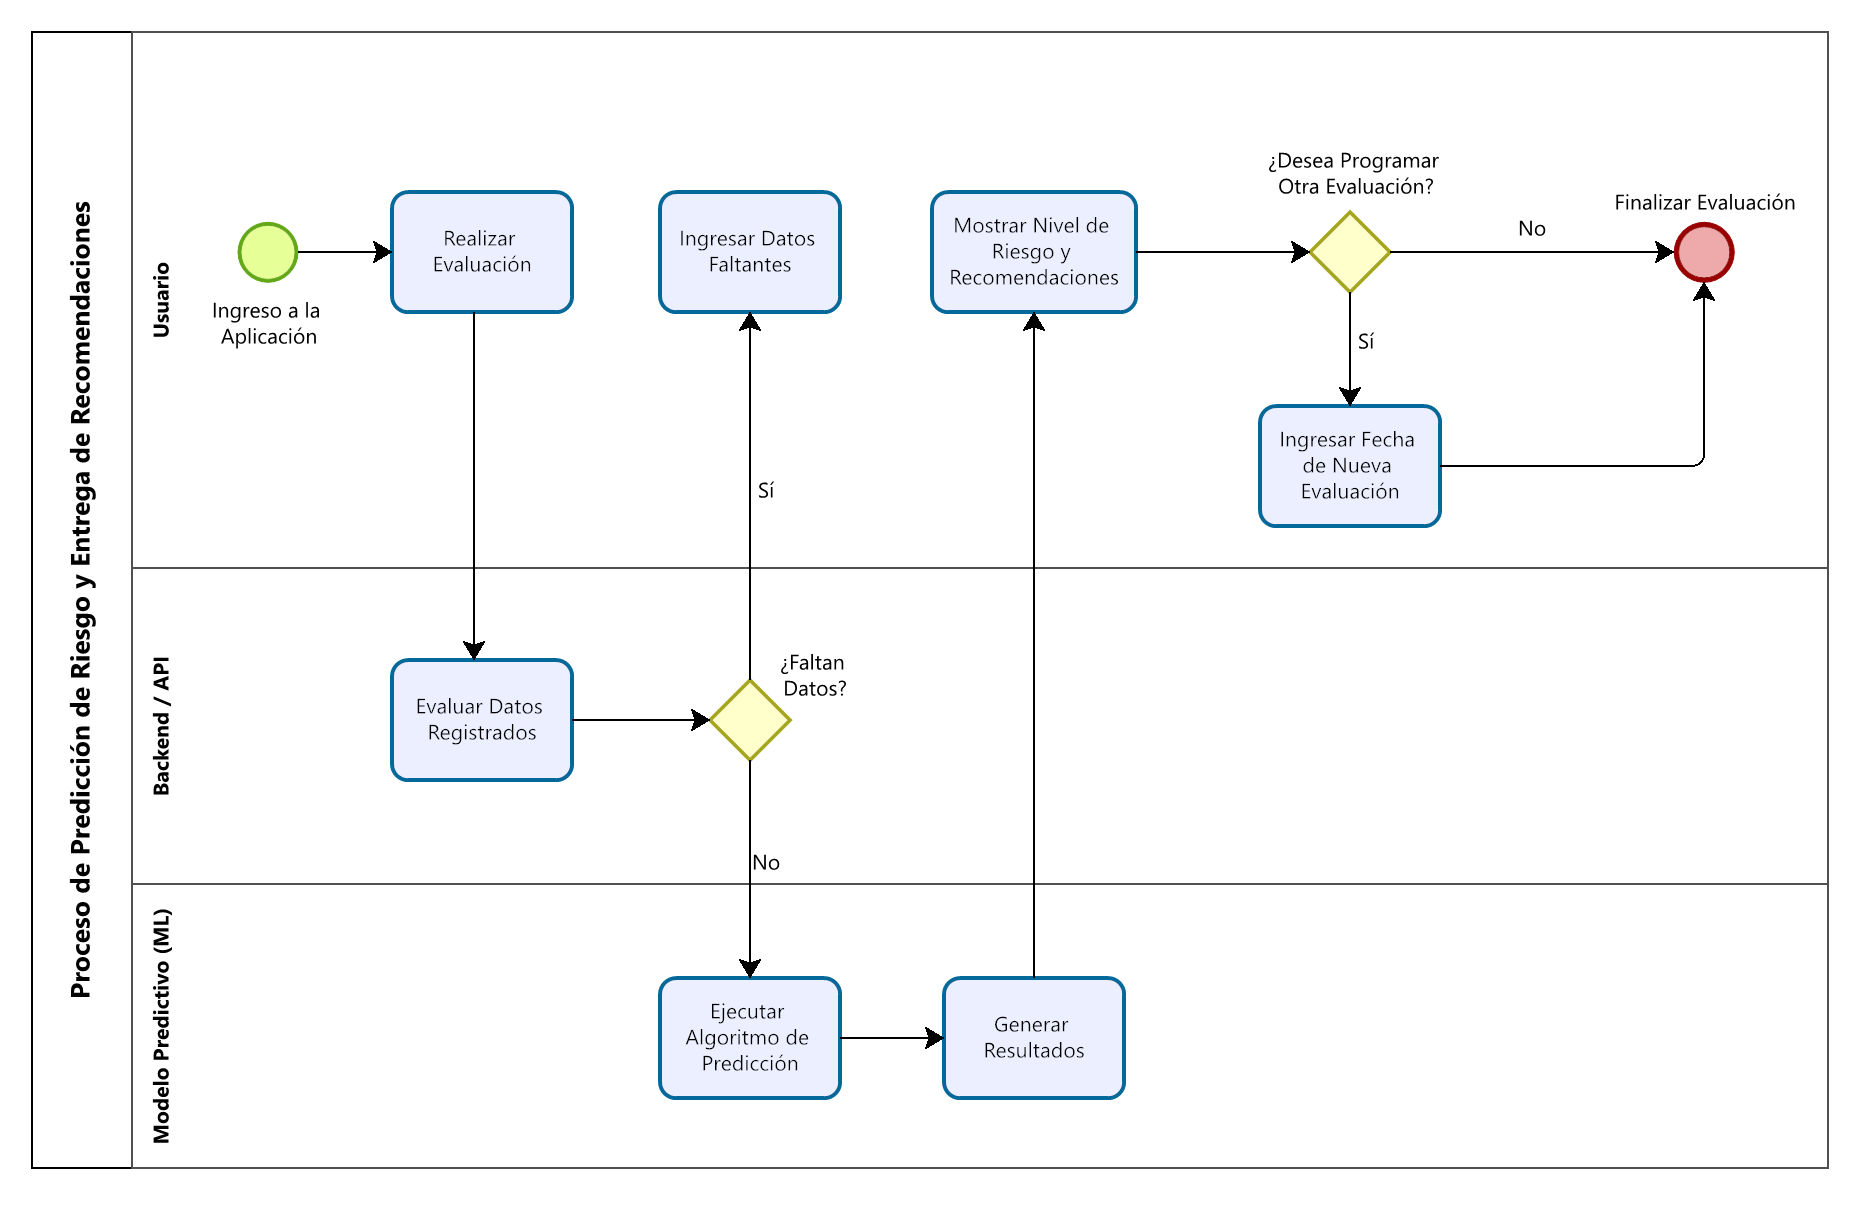 Proceso de Predicción de Riesgo y Entrega de Recomendaciones
Usuario
Ingreso a la
Aplicación
Realizar
Evaluación
Ingresar Datos
Faltantes
Mostrar Nivel de
Riesgo y
Recomendaciones
¿Desea Programar
Otra Evaluación?
No
Finalizar Evaluación
Sí
Ingresar Fecha
de Nueva
Evaluación
Sí
Backend / API
Evaluar Datos
Registrados
¿Faltan
Datos?
No
Modelo Predictivo (ML)
Ejecutar
Algoritmo de
Predicción
Generar
Resultados